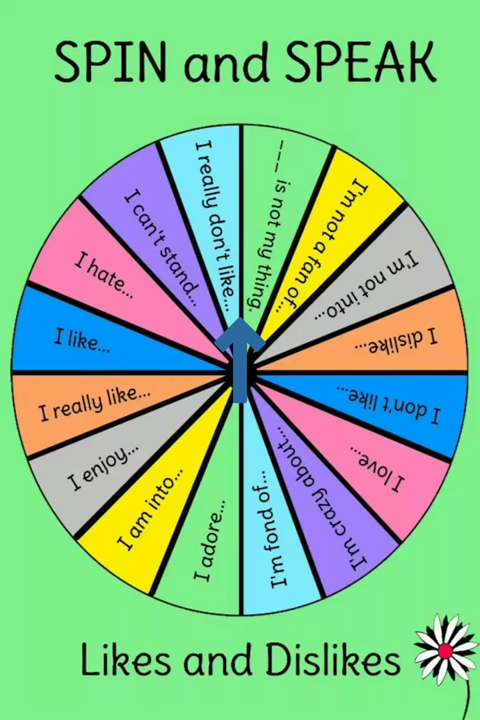 SPIN and SPEAK
___ is not my thing.
I'm not a fan of...
I'm not into...
I dislike...
I don't like...
I love...
I'm crazy about...
I'm fond of...
I adore...
I am into...
I enjoy...
I really like...
I like...
I hate...
I can't stand...
I really don't like...
Likes and Dislikes